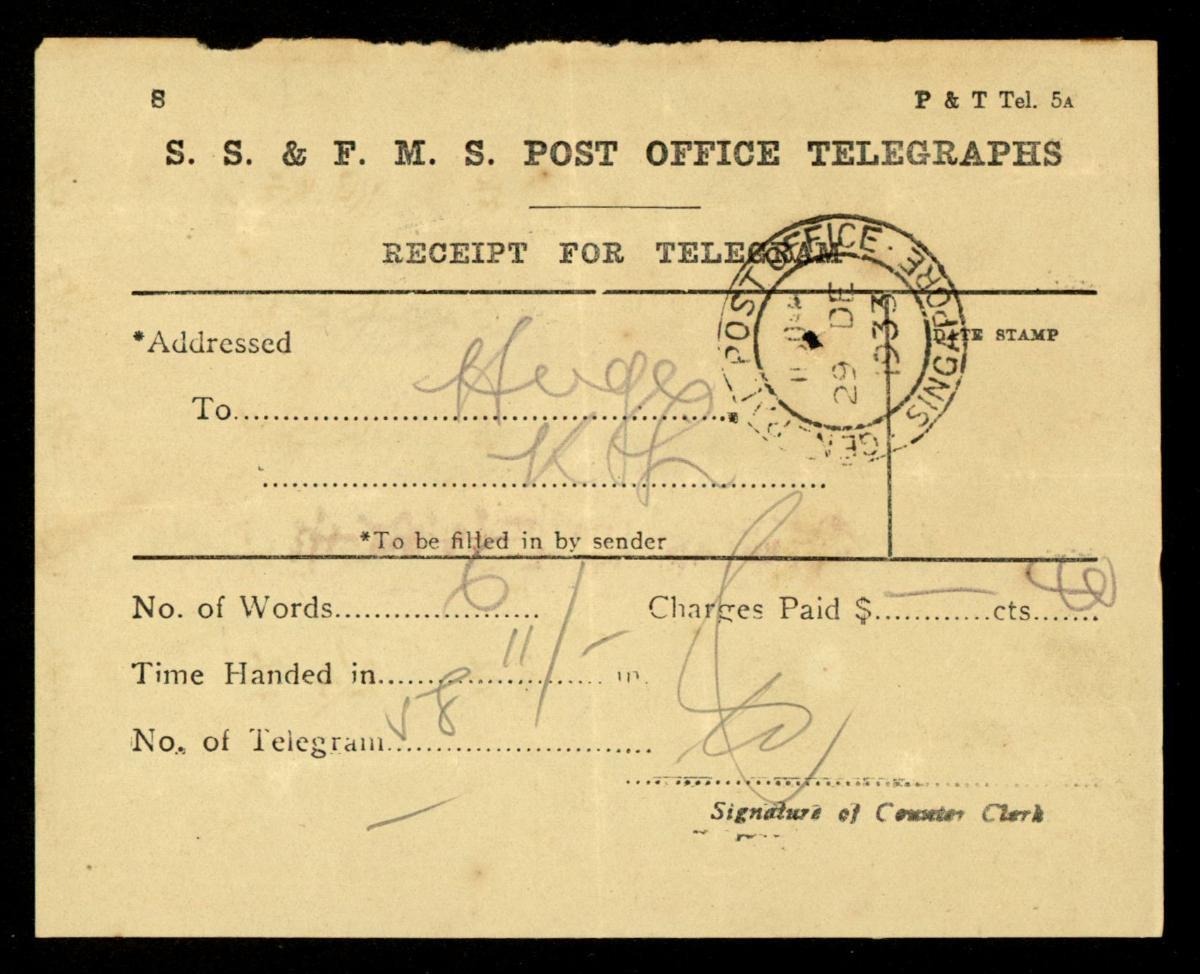 8 P & T Tel. 5A
S. S. & F. M. S. POST OFFICE TELEGRAPHS
RECEIPT FOR TELEGRAM
GENERAL POST OFFICE · SINGAPORE
29 DE
1933
DATE STAMP
*Addressed
To
*To be filled in by sender
No. of Words 6 Charges Paid $ — cts
Time Handed in 11/- m.
No. of Telegram 58
Signature of Counter Clerk